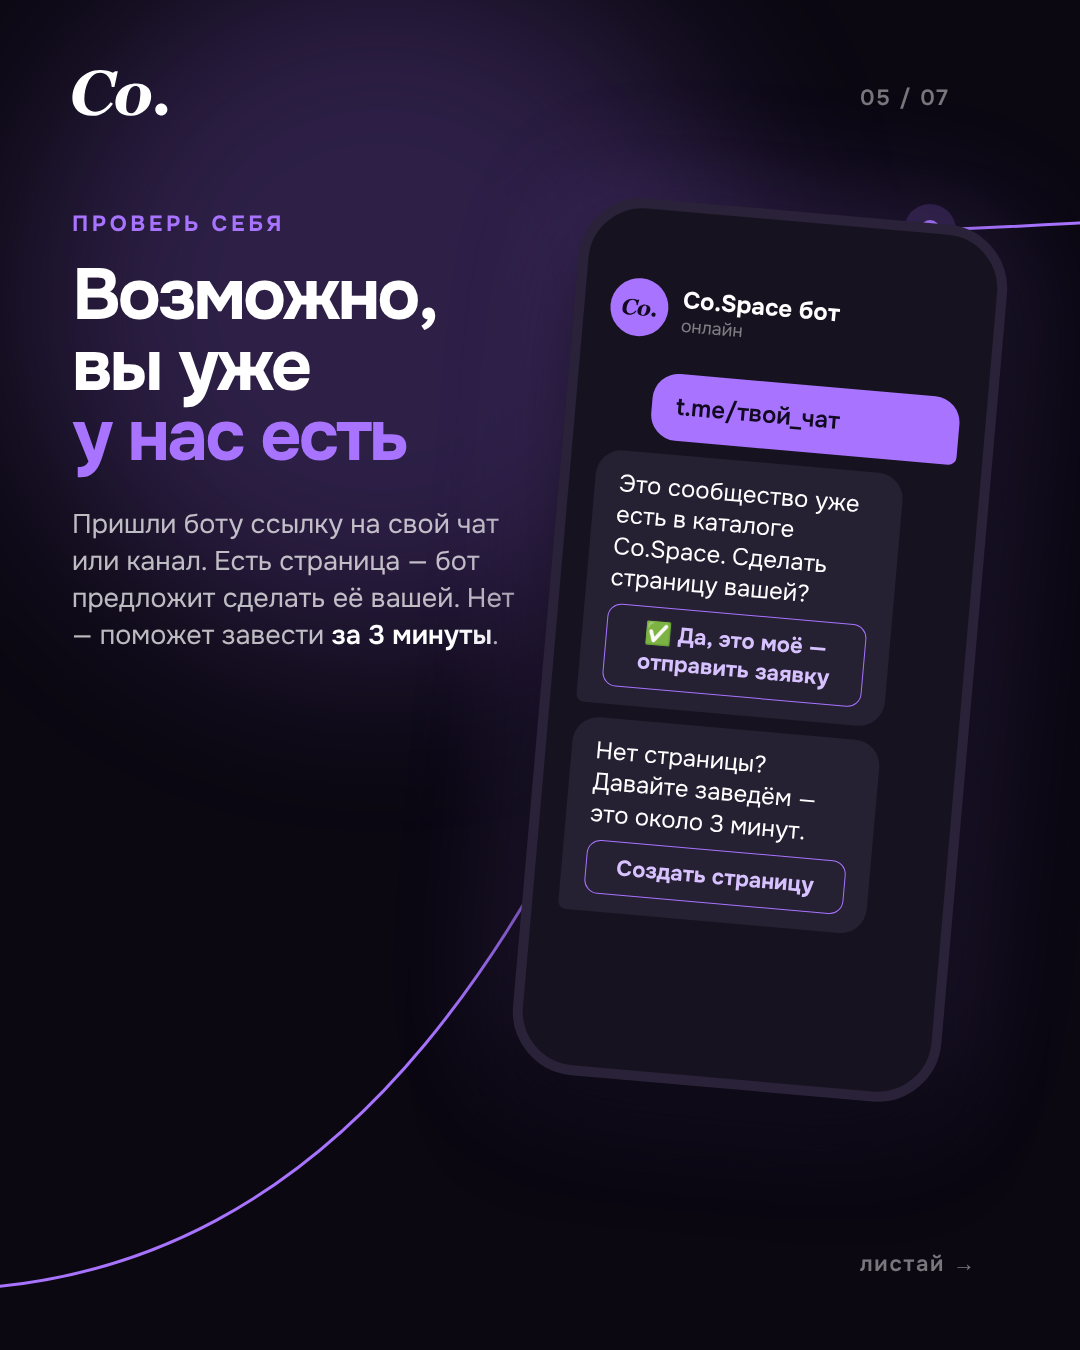 Co.
05 / 07
ПРОВЕРЬ СЕБЯ
Возможно,
вы уже
у нас есть
Пришли боту ссылку на свой чат
или канал. Есть страница — бот
предложит сделать её вашей. Нет
— поможет завести за 3 минуты.
Co.
Co.Space бот
онлайн
t.me/твой_чат
Это сообщество уже
есть в каталоге
Co.Space. Сделать
страницу вашей?
✅ Да, это моё —
отправить заявку
Нет страницы?
Давайте заведём —
это около 3 минут.
Создать страницу
листай →